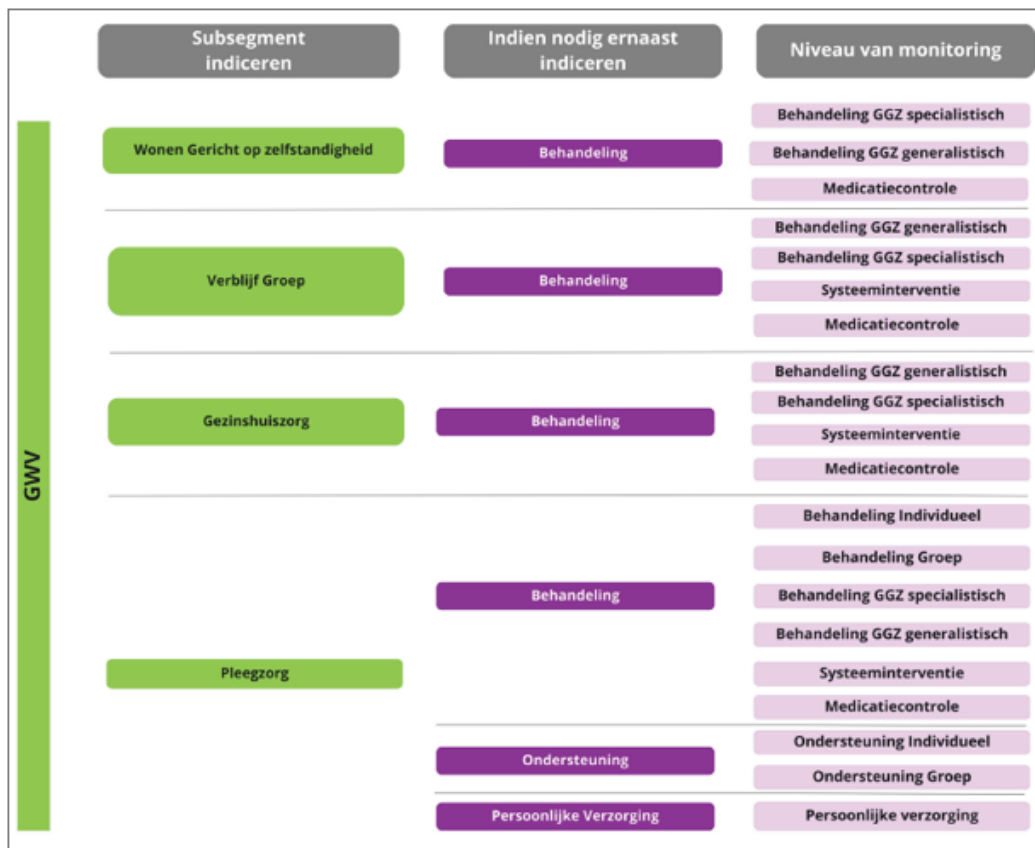 Subsegment
indiceren
Indien nodig ernaast
indiceren
Niveau van monitoring
GWV
Wonen Gericht op zelfstandigheid
Behandeling
Behandeling GGZ specialistisch
Behandeling GGZ generalistisch
Medicatiecontrole
Verblijf Groep
Behandeling
Behandeling GGZ generalistisch
Behandeling GGZ specialistisch
Systeeminterventie
Medicatiecontrole
Gezinshuiszorg
Behandeling
Behandeling GGZ generalistisch
Behandeling GGZ specialistisch
Systeeminterventie
Medicatiecontrole
Pleegzorg
Behandeling
Behandeling Individueel
Behandeling Groep
Behandeling GGZ specialistisch
Behandeling GGZ generalistisch
Systeeminterventie
Medicatiecontrole
Ondersteuning
Ondersteuning Individueel
Ondersteuning Groep
Persoonlijke Verzorging
Persoonlijke verzorging